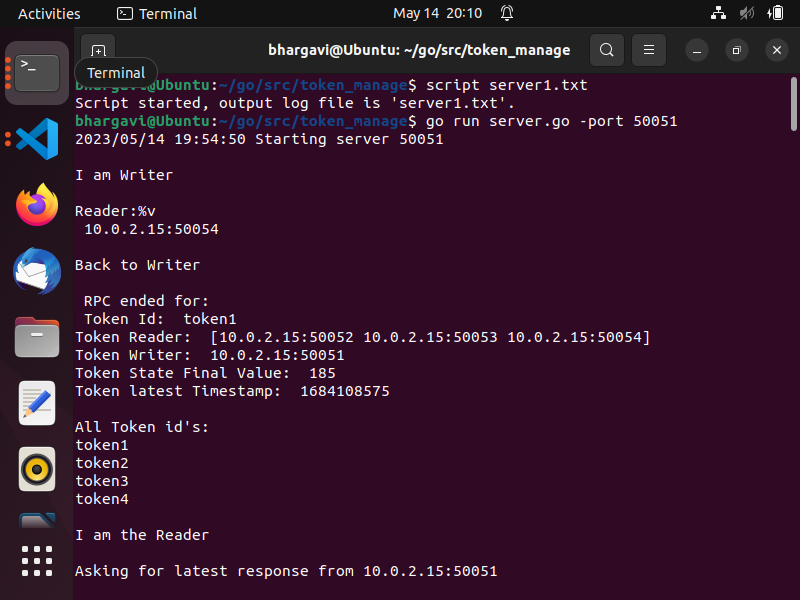 Activities Terminal May 14 20:10
bhargavi@Ubuntu: ~/go/src/token_manage
Terminal
bhargavi@Ubuntu:~/go/src/token_manage$ script server1.txt
Script started, output log file is 'server1.txt'.
bhargavi@Ubuntu:~/go/src/token_manage$ go run server.go -port 50051
2023/05/14 19:54:50 Starting server 50051
I am Writer
Reader:%v
10.0.2.15:50054
Back to Writer
RPC ended for:
Token Id:  token1
Token Reader:  [10.0.2.15:50052 10.0.2.15:50053 10.0.2.15:50054]
Token Writer:  10.0.2.15:50051
Token State Final Value:  185
Token latest Timestamp:  1684108575
All Token id's:
token1
token2
token3
token4
I am the Reader
Asking for latest response from 10.0.2.15:50051